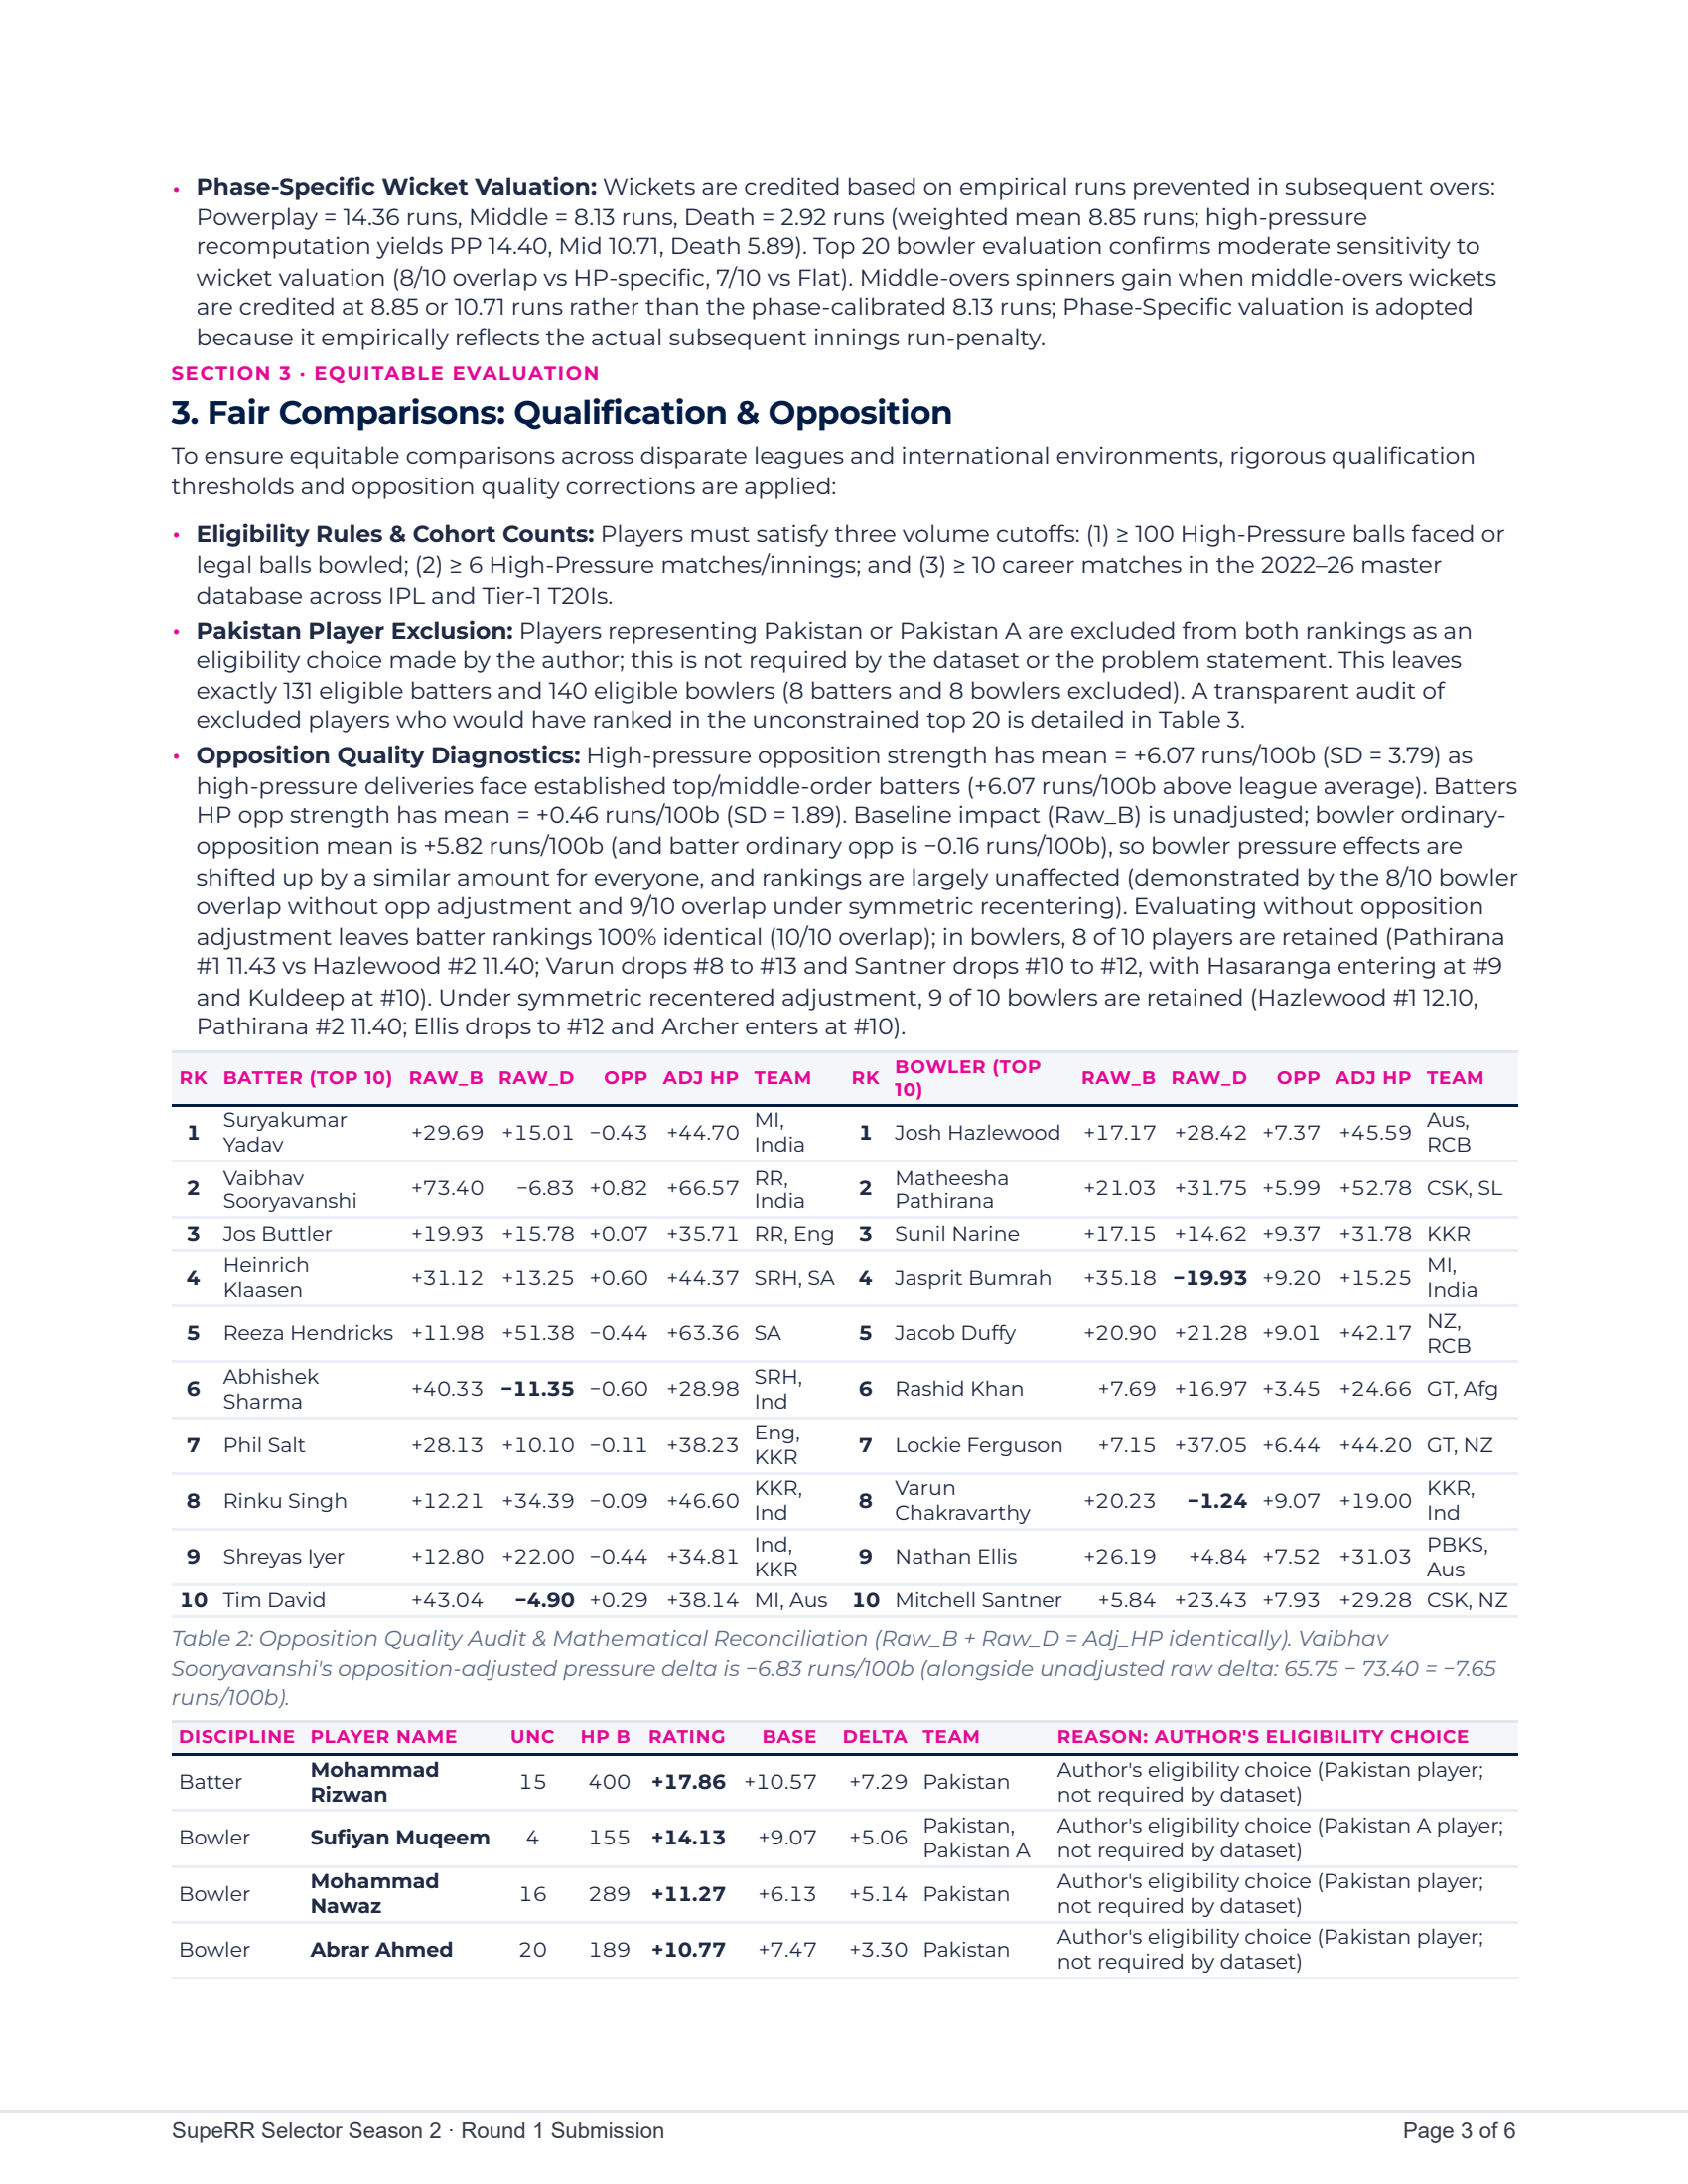 • Phase-Specific Wicket Valuation: Wickets are credited based on empirical runs prevented in subsequent overs:
Powerplay = 14.36 runs, Middle = 8.13 runs, Death = 2.92 runs (weighted mean 8.85 runs; high-pressure
recomputation yields PP 14.40, Mid 10.71, Death 5.89). Top 20 bowler evaluation confirms moderate sensitivity to
wicket valuation (8/10 overlap vs HP-specific, 7/10 vs Flat). Middle-overs spinners gain when middle-overs wickets
are credited at 8.85 or 10.71 runs rather than the phase-calibrated 8.13 runs; Phase-Specific valuation is adopted
because it empirically reflects the actual subsequent innings run-penalty.
SECTION 3 · EQUITABLE EVALUATION
3. Fair Comparisons: Qualification & Opposition
To ensure equitable comparisons across disparate leagues and international environments, rigorous qualification
thresholds and opposition quality corrections are applied:
• Eligibility Rules & Cohort Counts: Players must satisfy three volume cutoffs: (1) ≥ 100 High-Pressure balls faced or
legal balls bowled; (2) ≥ 6 High-Pressure matches/innings; and (3) ≥ 10 career matches in the 2022–26 master
database across IPL and Tier-1 T20Is.
• Pakistan Player Exclusion: Players representing Pakistan or Pakistan A are excluded from both rankings as an
eligibility choice made by the author; this is not required by the dataset or the problem statement. This leaves
exactly 131 eligible batters and 140 eligible bowlers (8 batters and 8 bowlers excluded). A transparent audit of
excluded players who would have ranked in the unconstrained top 20 is detailed in Table 3.
• Opposition Quality Diagnostics: High-pressure opposition strength has mean = +6.07 runs/100b (SD = 3.79) as
high-pressure deliveries face established top/middle-order batters (+6.07 runs/100b above league average). Batters
HP opp strength has mean = +0.46 runs/100b (SD = 1.89). Baseline impact (Raw_B) is unadjusted; bowler ordinary-
opposition mean is +5.82 runs/100b (and batter ordinary opp is −0.16 runs/100b), so bowler pressure effects are
shifted up by a similar amount for everyone, and rankings are largely unaffected (demonstrated by the 8/10 bowler
overlap without opp adjustment and 9/10 overlap under symmetric recentering). Evaluating without opposition
adjustment leaves batter rankings 100% identical (10/10 overlap); in bowlers, 8 of 10 players are retained (Pathirana
#1 11.43 vs Hazlewood #2 11.40; Varun drops #8 to #13 and Santner drops #10 to #12, with Hasaranga entering at #9
and Kuldeep at #10). Under symmetric recentered adjustment, 9 of 10 bowlers are retained (Hazlewood #1 12.10,
Pathirana #2 11.40; Ellis drops to #12 and Archer enters at #10).
RK BATTER (TOP 10) RAW_B RAW_D OPP ADJ HP TEAM RK BOWLER (TOP 10) RAW_B RAW_D OPP ADJ HP TEAM
1 Suryakumar Yadav +29.69 +15.01 −0.43 +44.70 MI, India 1 Josh Hazlewood +17.17 +28.42 +7.37 +45.59 Aus, RCB
2 Vaibhav Sooryavanshi +73.40 −6.83 +0.82 +66.57 RR, India 2 Matheesha Pathirana +21.03 +31.75 +5.99 +52.78 CSK, SL
3 Jos Buttler +19.93 +15.78 +0.07 +35.71 RR, Eng 3 Sunil Narine +17.15 +14.62 +9.37 +31.78 KKR
4 Heinrich Klaasen +31.12 +13.25 +0.60 +44.37 SRH, SA 4 Jasprit Bumrah +35.18 −19.93 +9.20 +15.25 MI, India
5 Reeza Hendricks +11.98 +51.38 −0.44 +63.36 SA 5 Jacob Duffy +20.90 +21.28 +9.01 +42.17 NZ, RCB
6 Abhishek Sharma +40.33 −11.35 −0.60 +28.98 SRH, Ind 6 Rashid Khan +7.69 +16.97 +3.45 +24.66 GT, Afg
7 Phil Salt +28.13 +10.10 −0.11 +38.23 Eng, KKR 7 Lockie Ferguson +7.15 +37.05 +6.44 +44.20 GT, NZ
8 Rinku Singh +12.21 +34.39 −0.09 +46.60 KKR, Ind 8 Varun Chakravarthy +20.23 −1.24 +9.07 +19.00 KKR, Ind
9 Shreyas Iyer +12.80 +22.00 −0.44 +34.81 Ind, KKR 9 Nathan Ellis +26.19 +4.84 +7.52 +31.03 PBKS, Aus
10 Tim David +43.04 −4.90 +0.29 +38.14 MI, Aus 10 Mitchell Santner +5.84 +23.43 +7.93 +29.28 CSK, NZ
Table 2: Opposition Quality Audit & Mathematical Reconciliation (Raw_B + Raw_D = Adj_HP identically). Vaibhav
Sooryavanshi's opposition-adjusted pressure delta is −6.83 runs/100b (alongside unadjusted raw delta: 65.75 − 73.40 = −7.65
runs/100b).
DISCIPLINE PLAYER NAME UNC HP B RATING BASE DELTA TEAM REASON: AUTHOR'S ELIGIBILITY CHOICE
Batter Mohammad Rizwan 15 400 +17.86 +10.57 +7.29 Pakistan Author's eligibility choice (Pakistan player; not required by dataset)
Bowler Sufiyan Muqeem 4 155 +14.13 +9.07 +5.06 Pakistan, Pakistan A Author's eligibility choice (Pakistan A player; not required by dataset)
Bowler Mohammad Nawaz 16 289 +11.27 +6.13 +5.14 Pakistan Author's eligibility choice (Pakistan player; not required by dataset)
Bowler Abrar Ahmed 20 189 +10.77 +7.47 +3.30 Pakistan Author's eligibility choice (Pakistan player; not required by dataset)
SupeRR Selector Season 2 · Round 1 Submission
Page 3 of 6